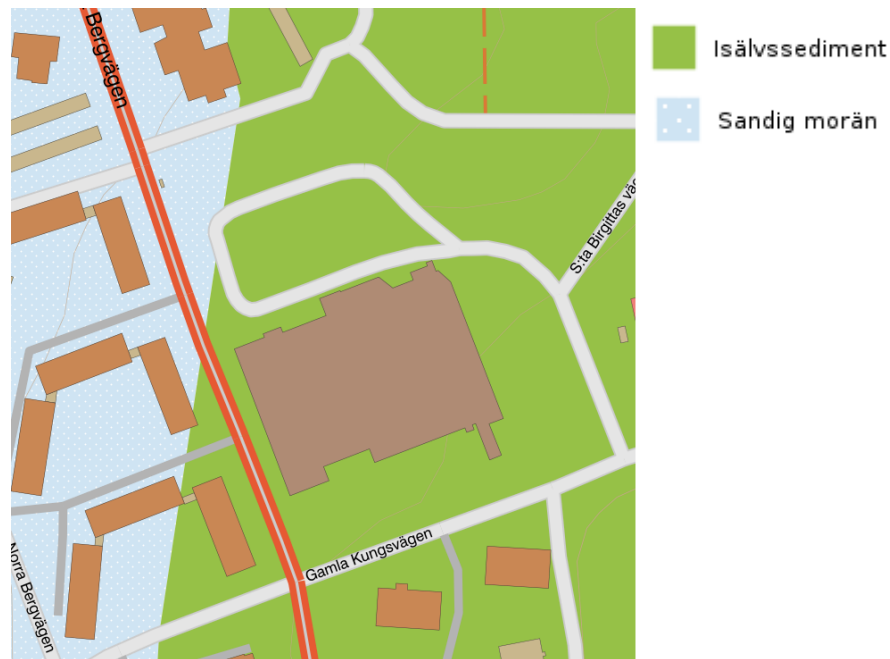 Bergvägen
Isälvssediment
Sandig morän
S:ta Birgittas väg
Gamla Kungsvägen
Norra Bergvägen